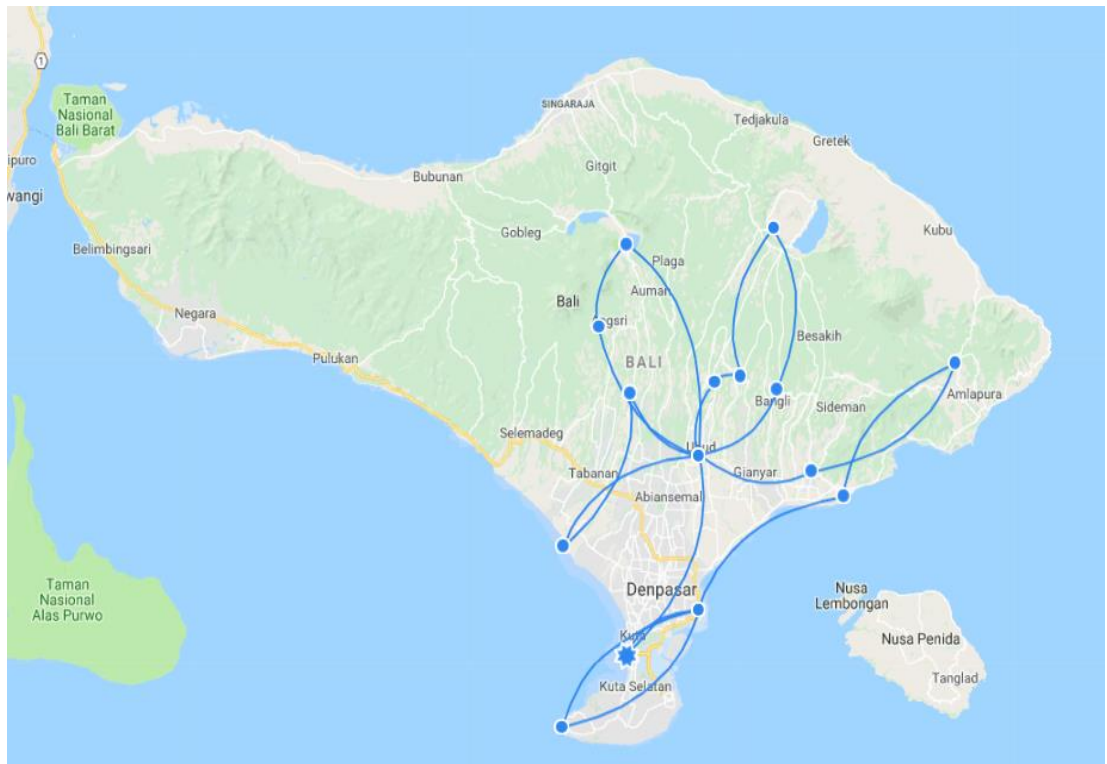 1
Taman
Nasional
Bali Barat
ipuro
wangi
SINGARAJA
Tedjakula
Gretek
Gitgit
Bubunan
Gobleg
Kubu
Belimbingsari
Plaga
Auman
Bali
Negara
Besakih
BALI
Pulukan
Amlapura
Bangli
Sideman
Selemadeg
Ubud
Tabanan
Gianyar
Abiansemal
Taman
Nasional
Alas Purwo
Denpasar
Nusa
Lembongan
Kuta
Nusa Penida
Kuta Selatan
Tanglad